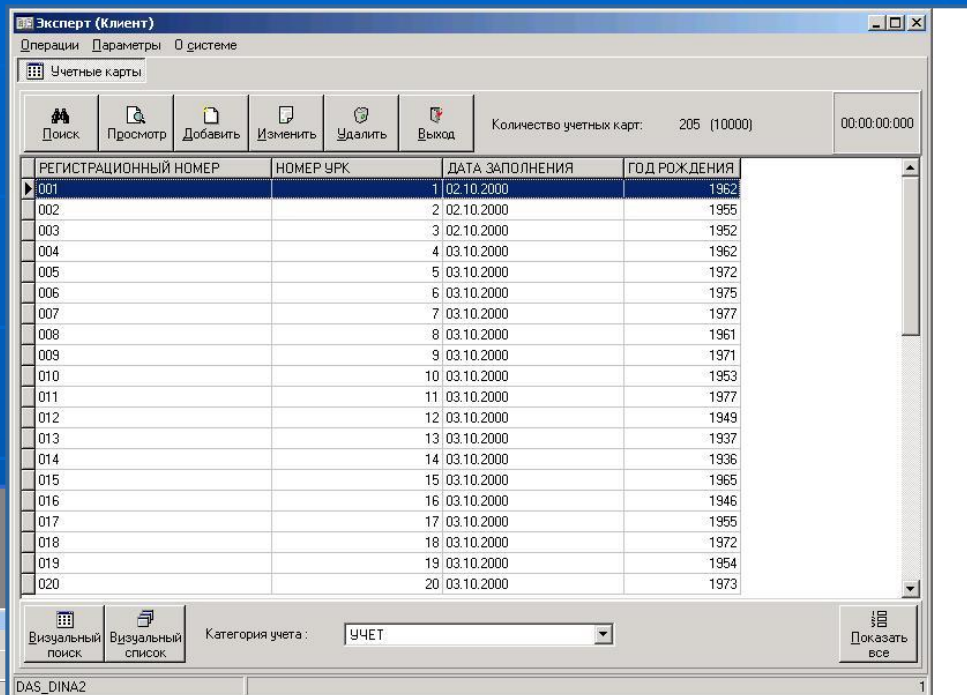 Эксперт (Клиент)
Операции Параметры О системе
Учетные карты
Поиск Просмотр Добавить Изменить Удалить Выход Количество учетных карт: 205 (10000) 00:00:00:000
РЕГИСТРАЦИОННЫЙ НОМЕР НОМЕР УРК ДАТА ЗАПОЛНЕНИЯ ГОД РОЖДЕНИЯ
001 1 02.10.2000 1962
002 2 02.10.2000 1955
003 3 02.10.2000 1952
004 4 03.10.2000 1962
005 5 03.10.2000 1972
006 6 03.10.2000 1975
007 7 03.10.2000 1977
008 8 03.10.2000 1961
009 9 03.10.2000 1971
010 10 03.10.2000 1953
011 11 03.10.2000 1977
012 12 03.10.2000 1949
013 13 03.10.2000 1937
014 14 03.10.2000 1936
015 15 03.10.2000 1965
016 16 03.10.2000 1946
017 17 03.10.2000 1955
018 18 03.10.2000 1972
019 19 03.10.2000 1954
020 20 03.10.2000 1973
Визуальный поиск Визуальный список Категория учета : УЧЕТ Показать все
DAS_DINA2 1